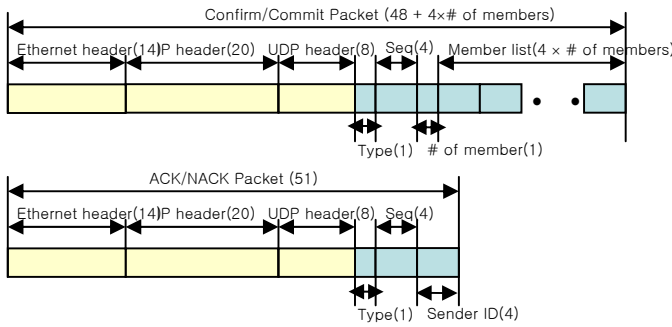 Confirm/Commit Packet (48 + 4×# of members)
Ethernet header(14) IP header(20) UDP header(8) Seq(4) Member list(4 × # of members)
Type(1) # of member(1)
ACK/NACK Packet (51)
Ethernet header(14) IP header(20) UDP header(8) Seq(4)
Type(1) Sender ID(4)